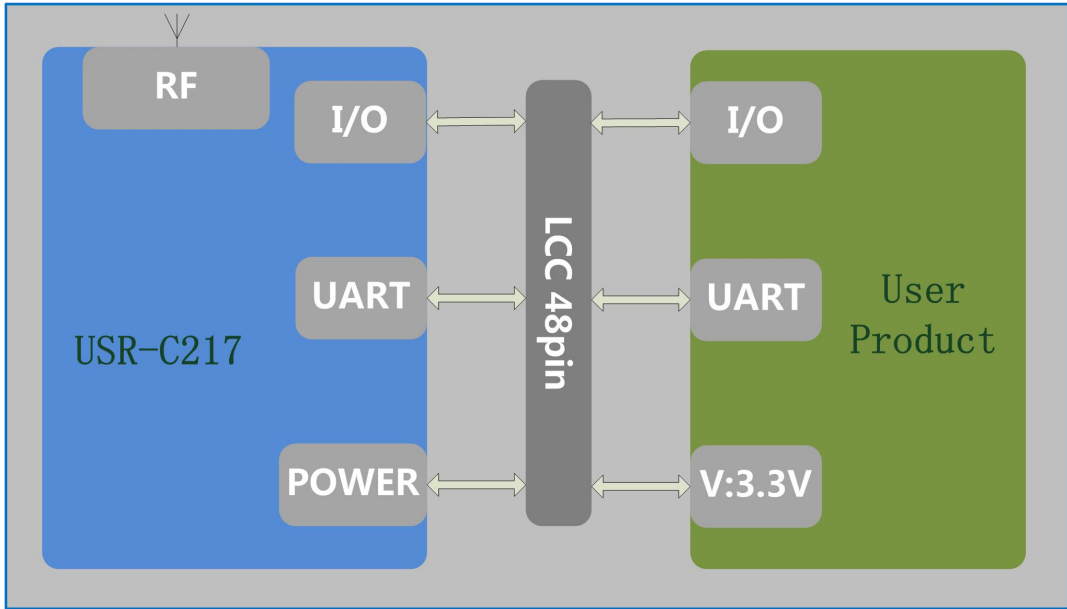 RF
I/O
UART
POWER
USR-C217
LCC 48pin
I/O
UART
V:3.3V
User
Product